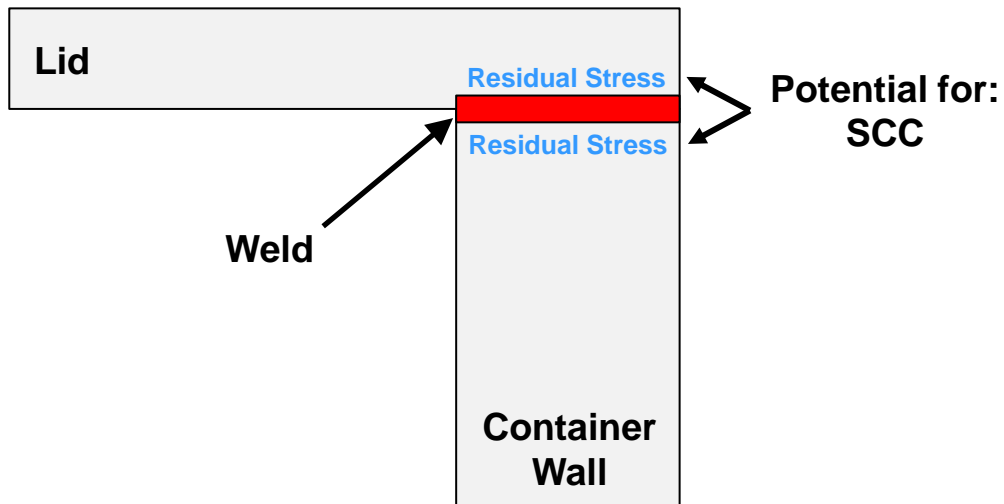 Lid
Residual Stress
Potential for:
SCC
Residual Stress
Weld
Container
Wall